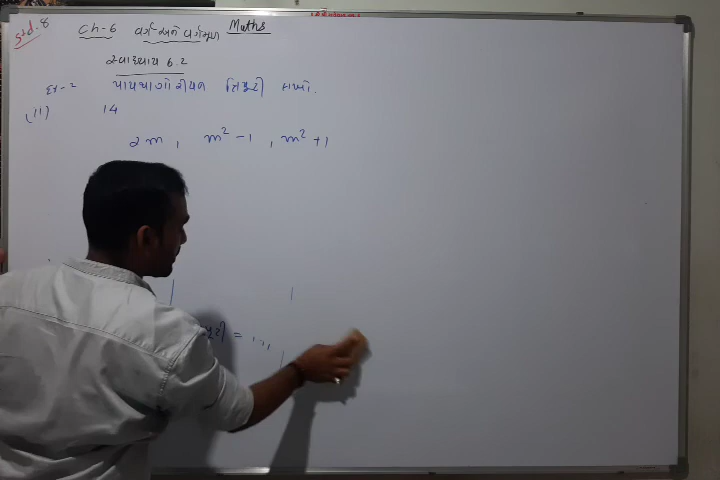 Std. 8
Ch-6 વર્ગ અને વર્ગમૂળ Maths
સ્વાધ્યાય 6.2
Ex-2 પાયથાગોરીયન ત્રિપુટી લખો.
(ii) 14
2m, m² - 1, m² + 1